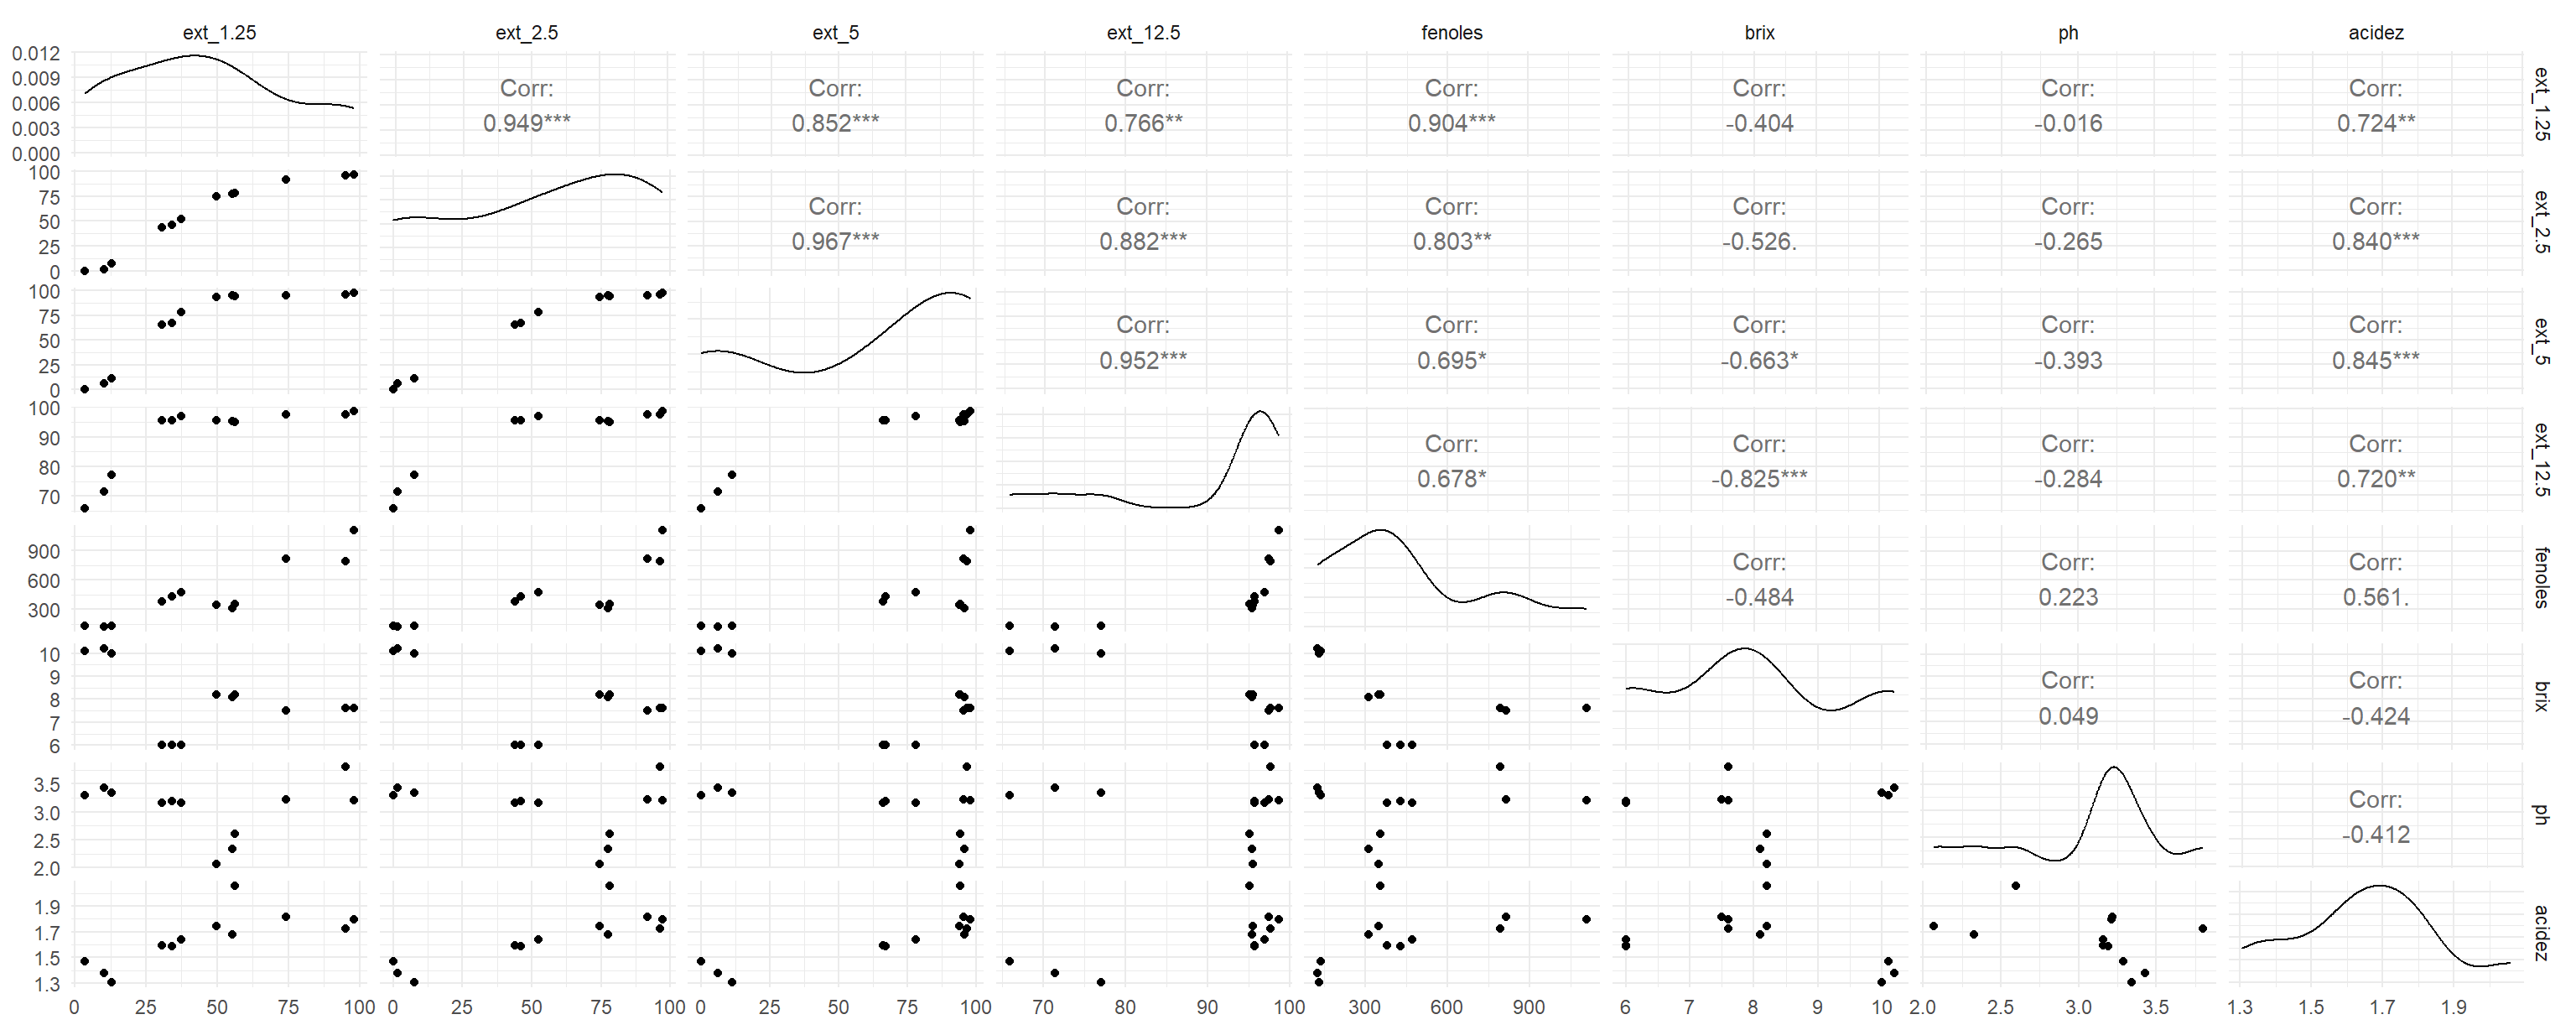 ext_1.25 ext_2.5 ext_5 ext_12.5 fenoles brix ph acidez
0.012
0.009
0.006
0.003
0.000
Corr: Corr: Corr: Corr: Corr: Corr: Corr:
0.949*** 0.852*** 0.766** 0.904*** -0.404 -0.016 0.724**
ext_1.25
100
75
50
25
0
Corr: Corr: Corr: Corr: Corr: Corr:
0.967*** 0.882*** 0.803** -0.526. -0.265 0.840***
ext_2.5
100
75
50
25
0
Corr: Corr: Corr: Corr: Corr:
0.952*** 0.695* -0.663* -0.393 0.845***
ext_5
100
90
80
70
Corr: Corr: Corr: Corr:
0.678* -0.825*** -0.284 0.720**
ext_12.5
900
600
300
Corr: Corr: Corr:
-0.484 0.223 0.561.
fenoles
10
9
8
7
6
Corr: Corr:
0.049 -0.424
brix
3.5
3.0
2.5
2.0
Corr:
-0.412
ph
1.9
1.7
1.5
1.3
acidez
0 25 50 75 100 0 25 50 75 100 0 25 50 75 100 70 80 90 100 300 600 900 6 7 8 9 10 2.0 2.5 3.0 3.5 1.3 1.5 1.7 1.9